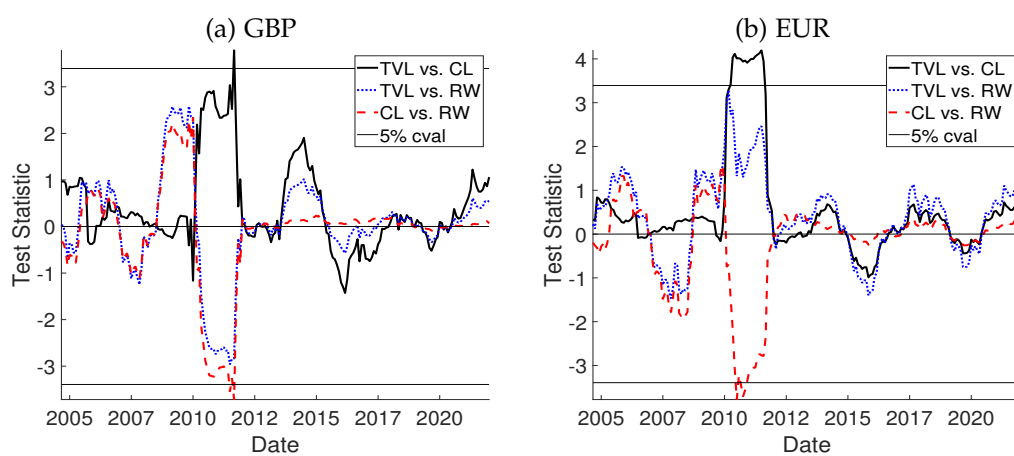 (a) GBP
TVL vs. CL
TVL vs. RW
CL vs. RW
5% cval
3
2
1
0
-1
-2
-3
Test Statistic
2005 2007 2010 2012 2015 2017 2020
Date
(b) EUR
TVL vs. CL
TVL vs. RW
CL vs. RW
5% cval
4
3
2
1
0
-1
-2
-3
Test Statistic
2005 2007 2010 2012 2015 2017 2020
Date